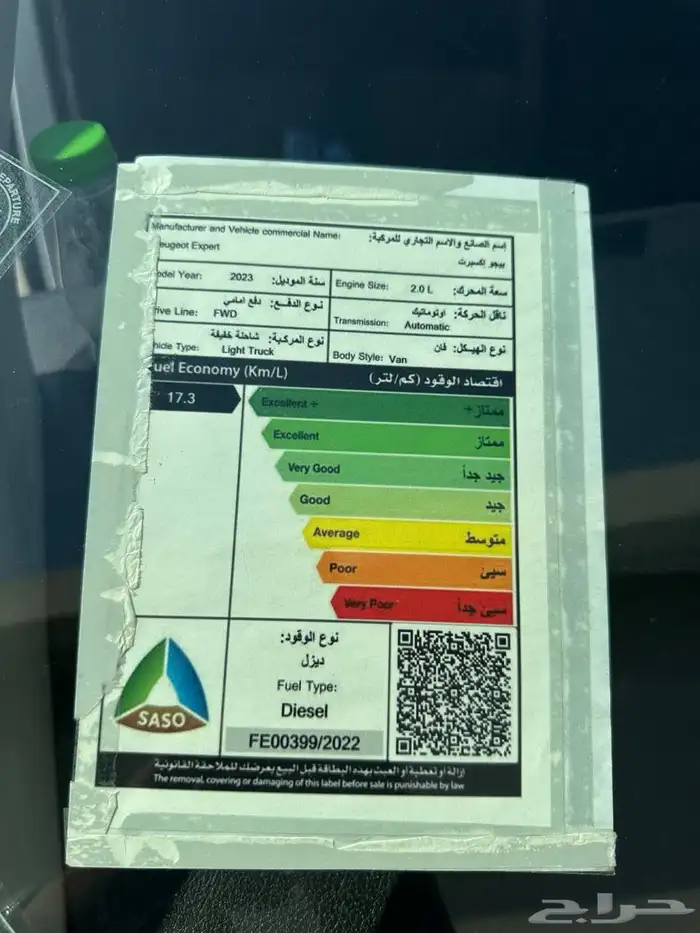 EPARTURE
Manufacturer and Vehicle commercial Name: إسم الصانع والاسم التجاري للمركبة:
eugeot Expert بيجو إكسبرت
odel Year: 2023 سنة الموديل: Engine Size: 2.0 L سعة المحرك:
rive Line: FWD دفع امامي نوع الدفع: Transmission: Automatic اوتوماتيك ناقل الحركة:
hicle Type: Light Truck شاحنة خفيفة نوع المركبة: Body Style: Van فان نوع الهيكل:
uel Economy (Km/L) اقتصاد الوقود (كم/لتر)
17.3
Excellent + ممتاز+
Excellent ممتاز
Very Good جيد جداً
Good جيد
Average متوسط
Poor سيئ
Very Poor سيئ جداً
نوع الوقود:
ديزل
Fuel Type:
Diesel
SASO
FE00399/2022
إزالة أو تغطية أو العبث بهذه البطاقة قبل البيع يعرضك للملاحقة القانونية
The removal, covering or damaging of this label before sale is punishable by law
حراج